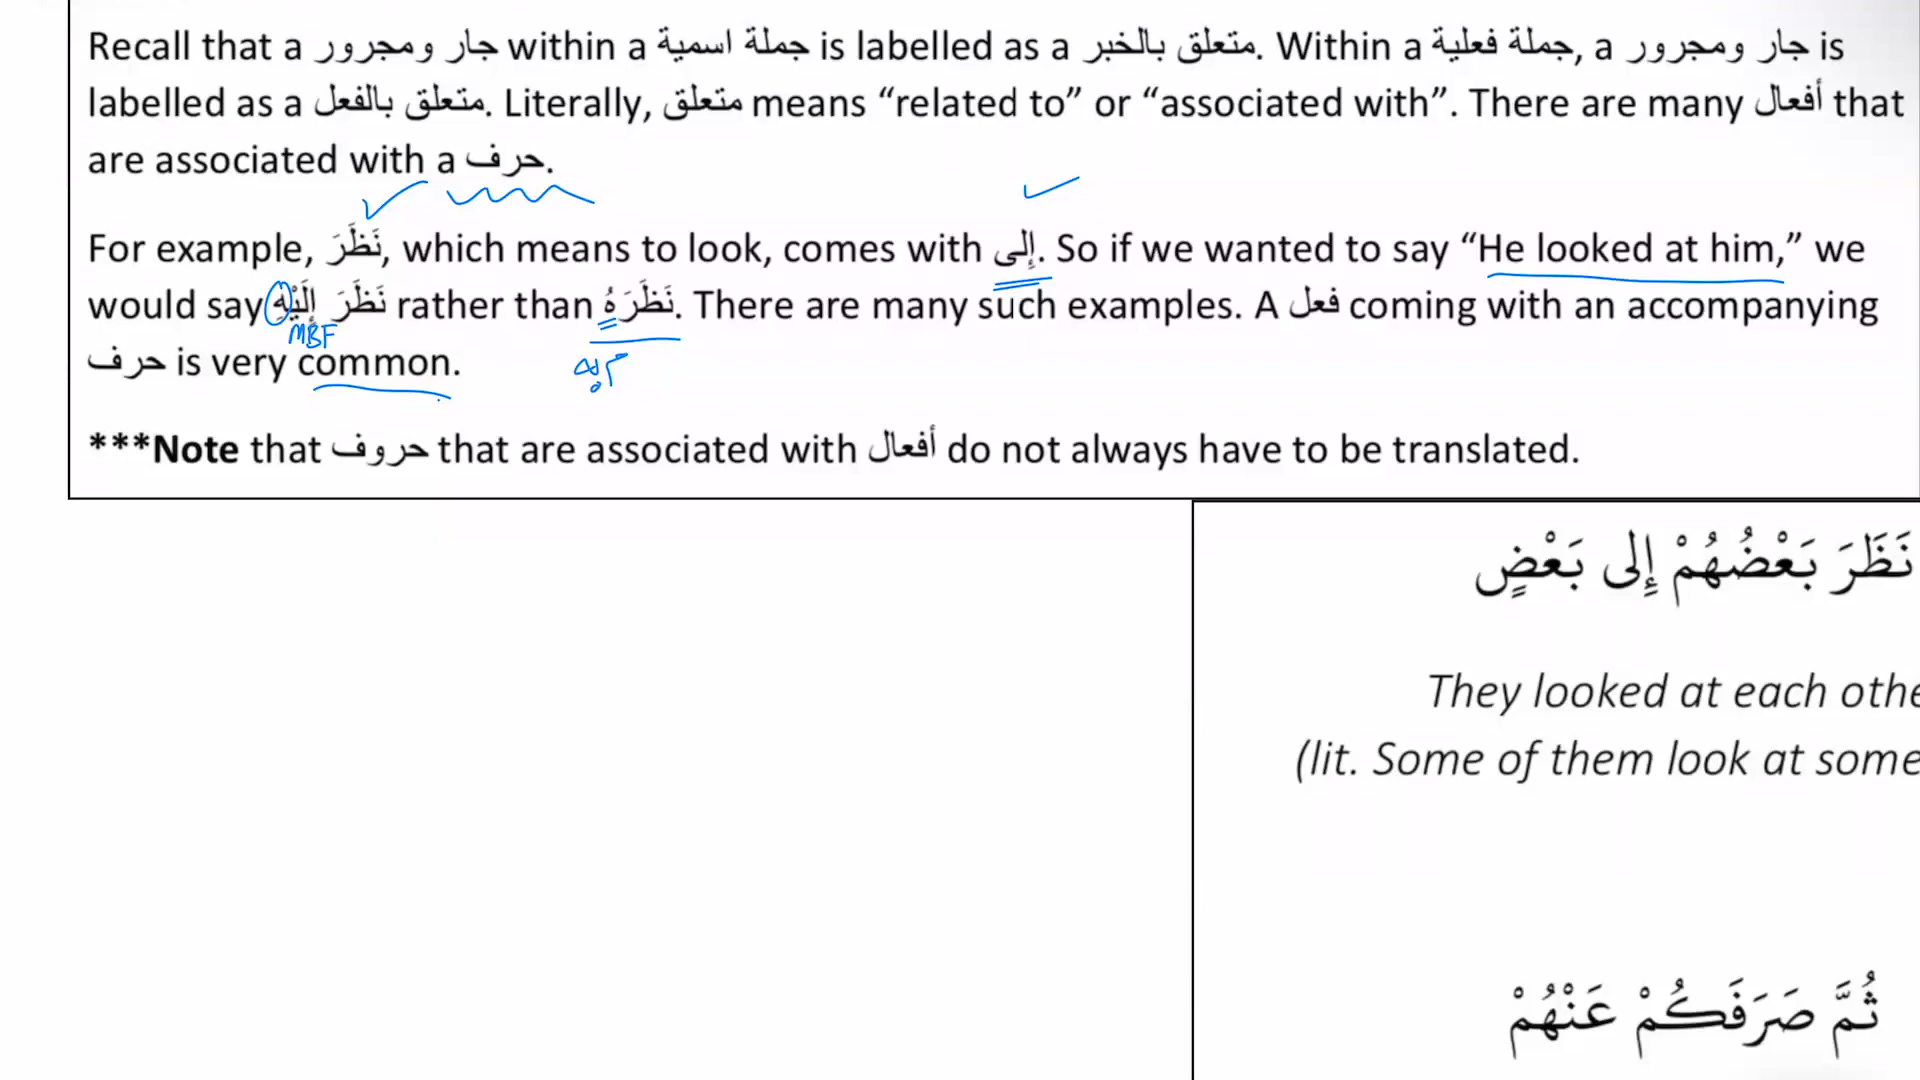 Recall that a جار ومجرور within a جملة اسمية is labelled as a متعلق بالخبر. Within a جملة فعلية, a جار ومجرور is
labelled as a متعلق بالفعل. Literally, متعلق means “related to” or “associated with”. There are many أفعال that
are associated with a حرف.
For example, نَظَرَ, which means to look, comes with إِلى. So if we wanted to say “He looked at him,” we
would say نَظَرَ إِلَيْهِ rather than نَظَرَهُ. There are many such examples. A فعل coming with an accompanying
MBF
حرف is very common.
***Note that حروف that are associated with أفعال do not always have to be translated.
نَظَرَ بَعْضُهُمْ إِلى بَعْضٍ
They looked at each othe
(lit. Some of them look at some
ثُمَّ صَرَفَكُمْ عَنْهُمْ